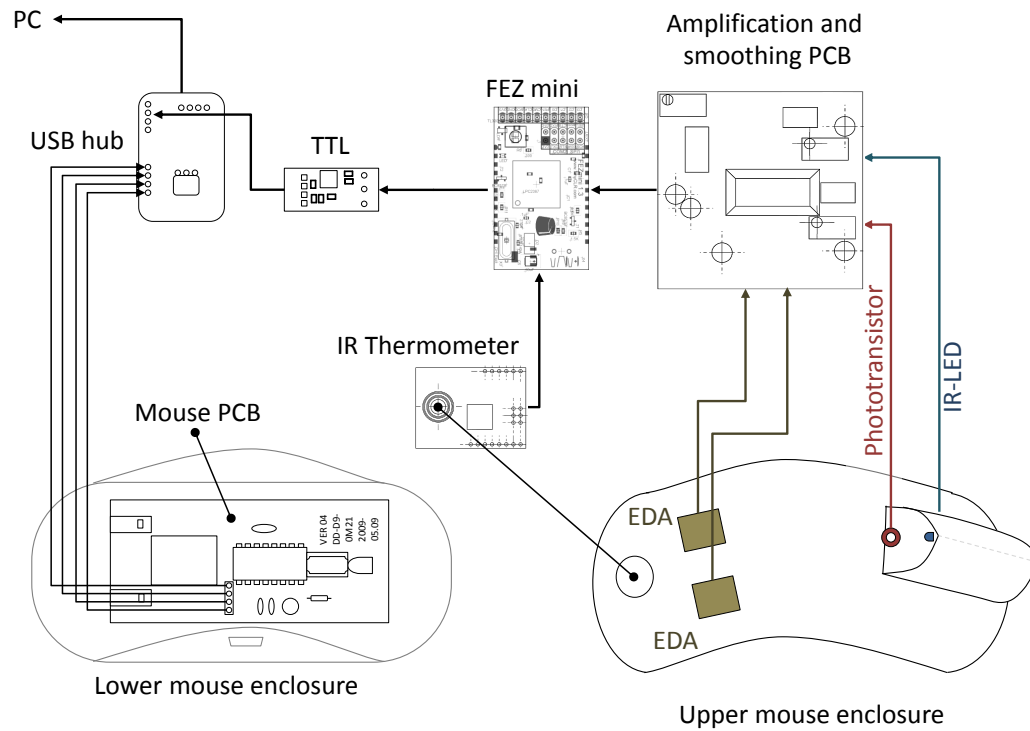 PC
Amplification and
smoothing PCB
FEZ mini
USB hub
TTL
IR Thermometer
Phototransistor
IR-LED
Mouse PCB
VER 04
DD-D9-
0M21
2009-
05.09
EDA
EDA
Lower mouse enclosure
Upper mouse enclosure